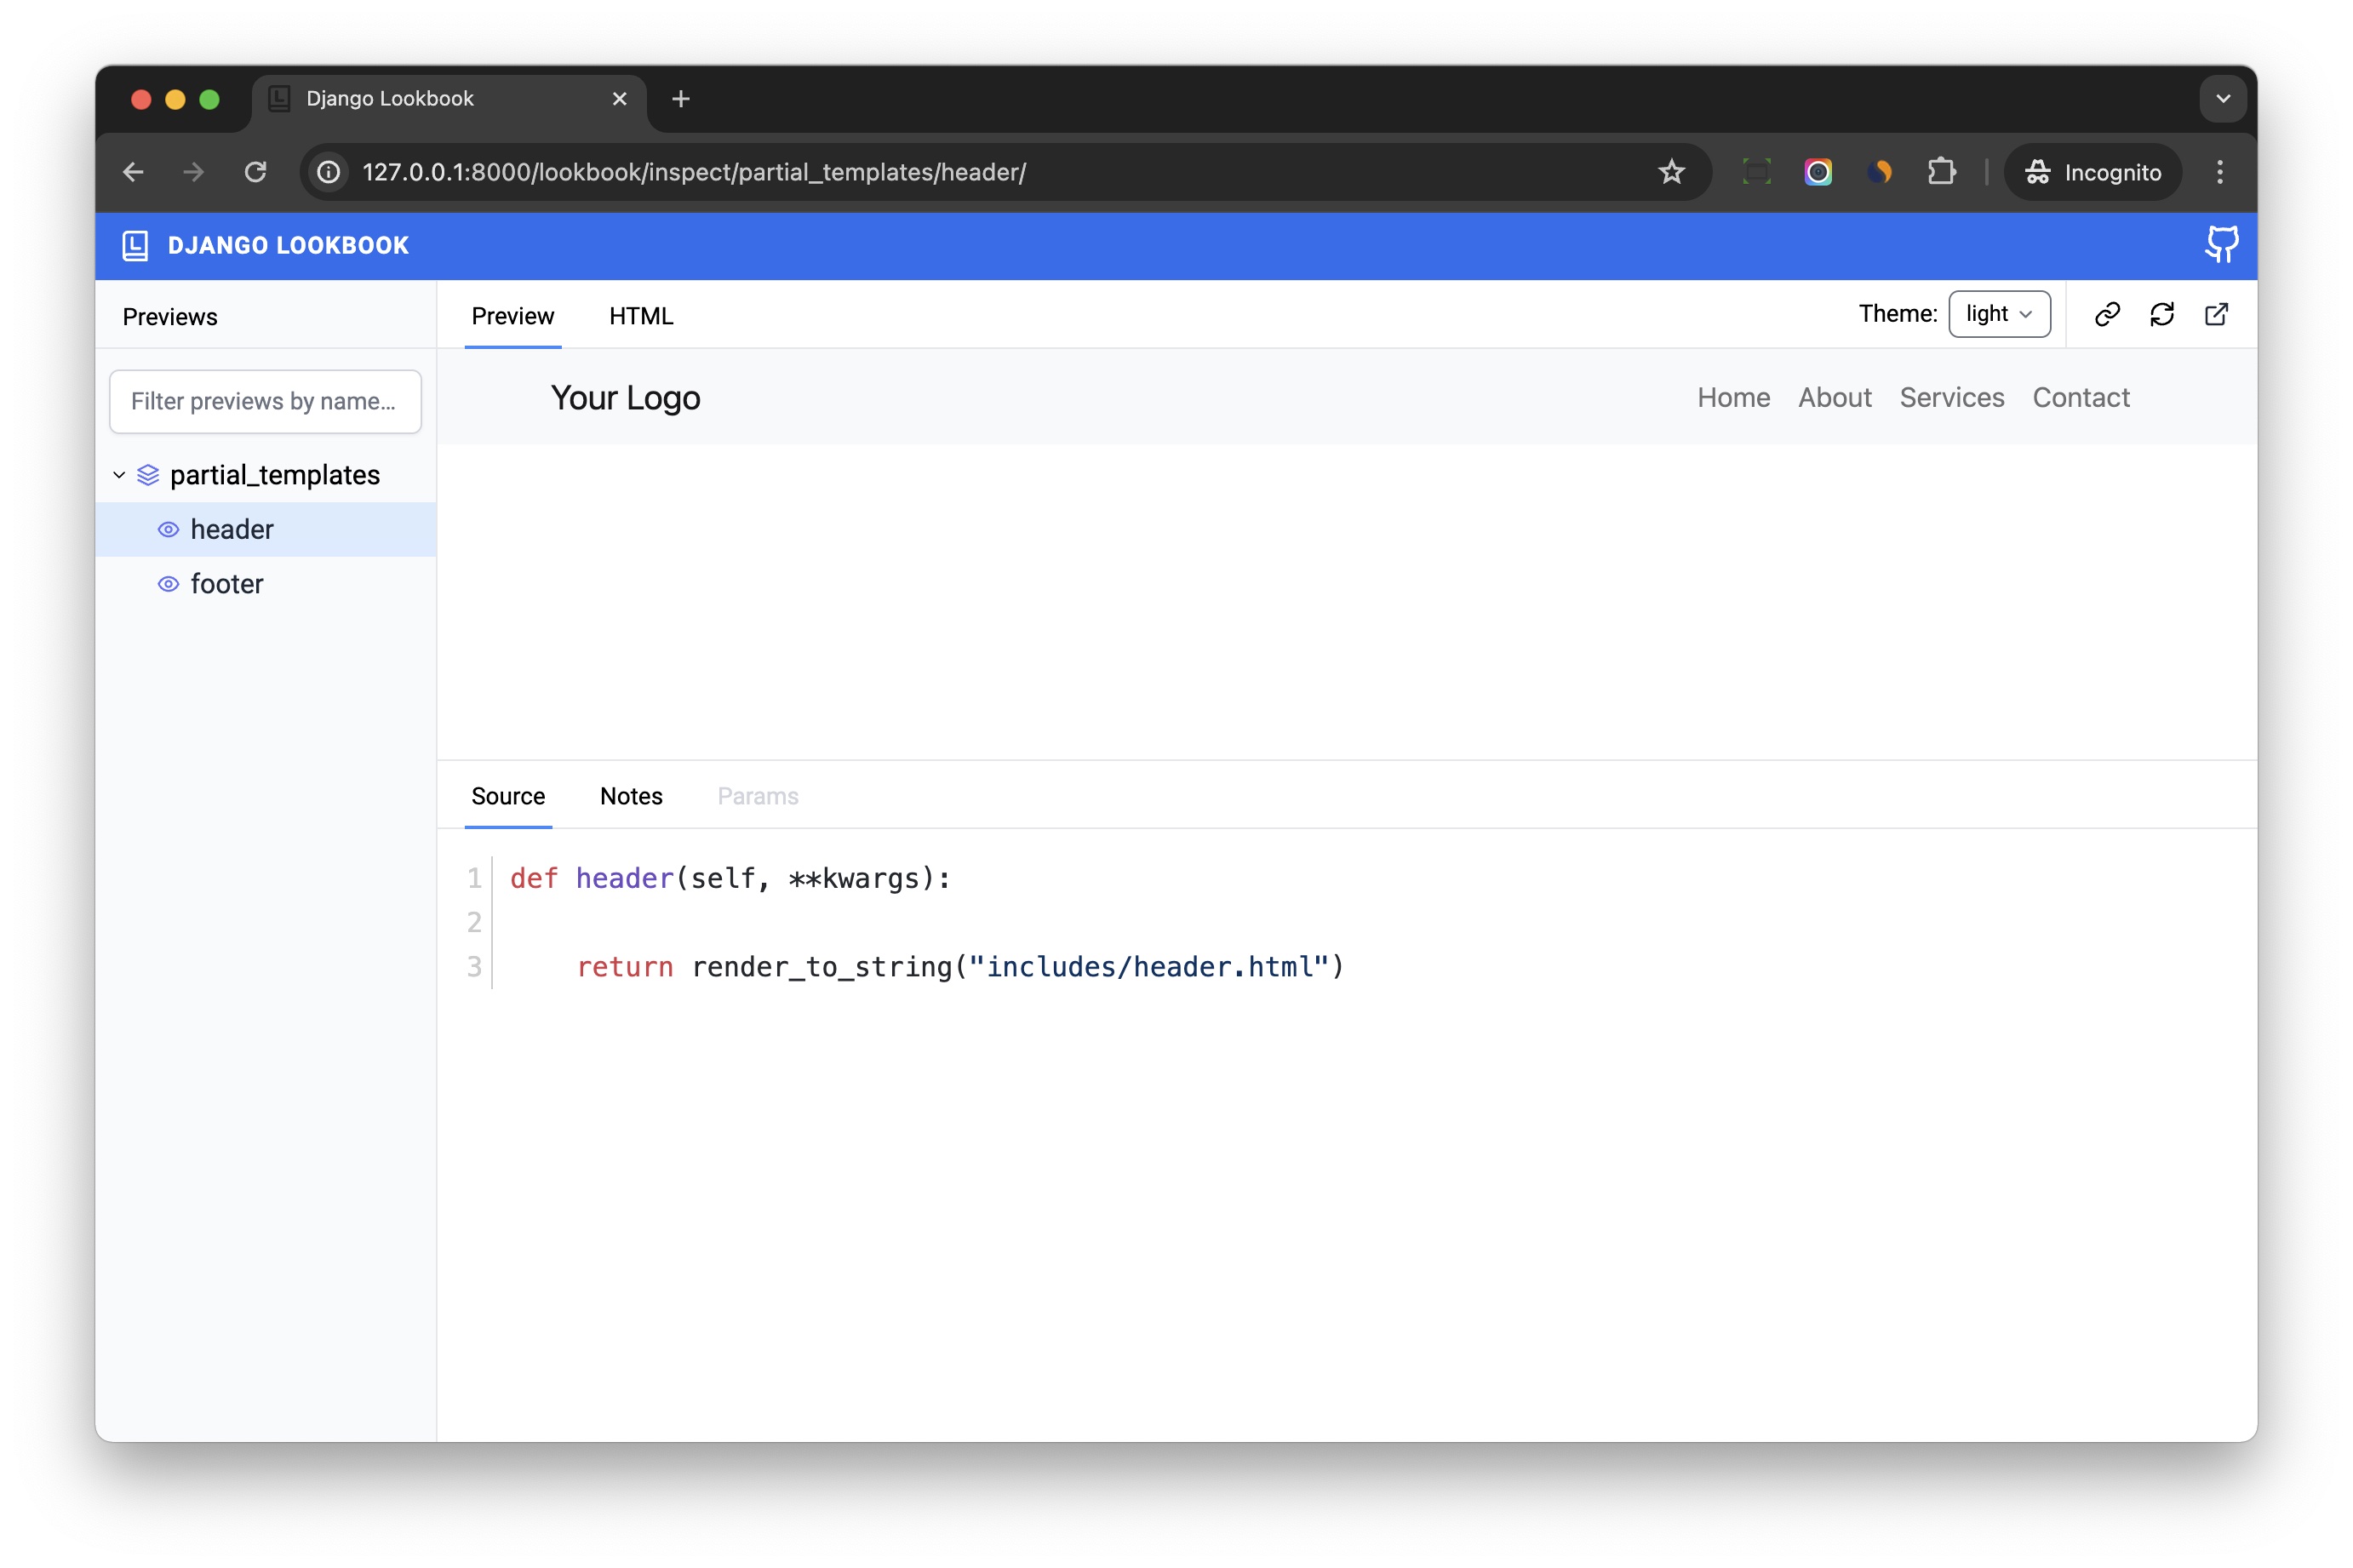 Django Lookbook
127.0.0.1:8000/lookbook/inspect/partial_templates/header/
Incognito
DJANGO LOOKBOOK
Previews
Preview HTML
Theme: light
Filter previews by name...
Your Logo
Home About Services Contact
partial_templates
header
footer
Source Notes Params
1 def header(self, **kwargs):
2
3 return render_to_string("includes/header.html")